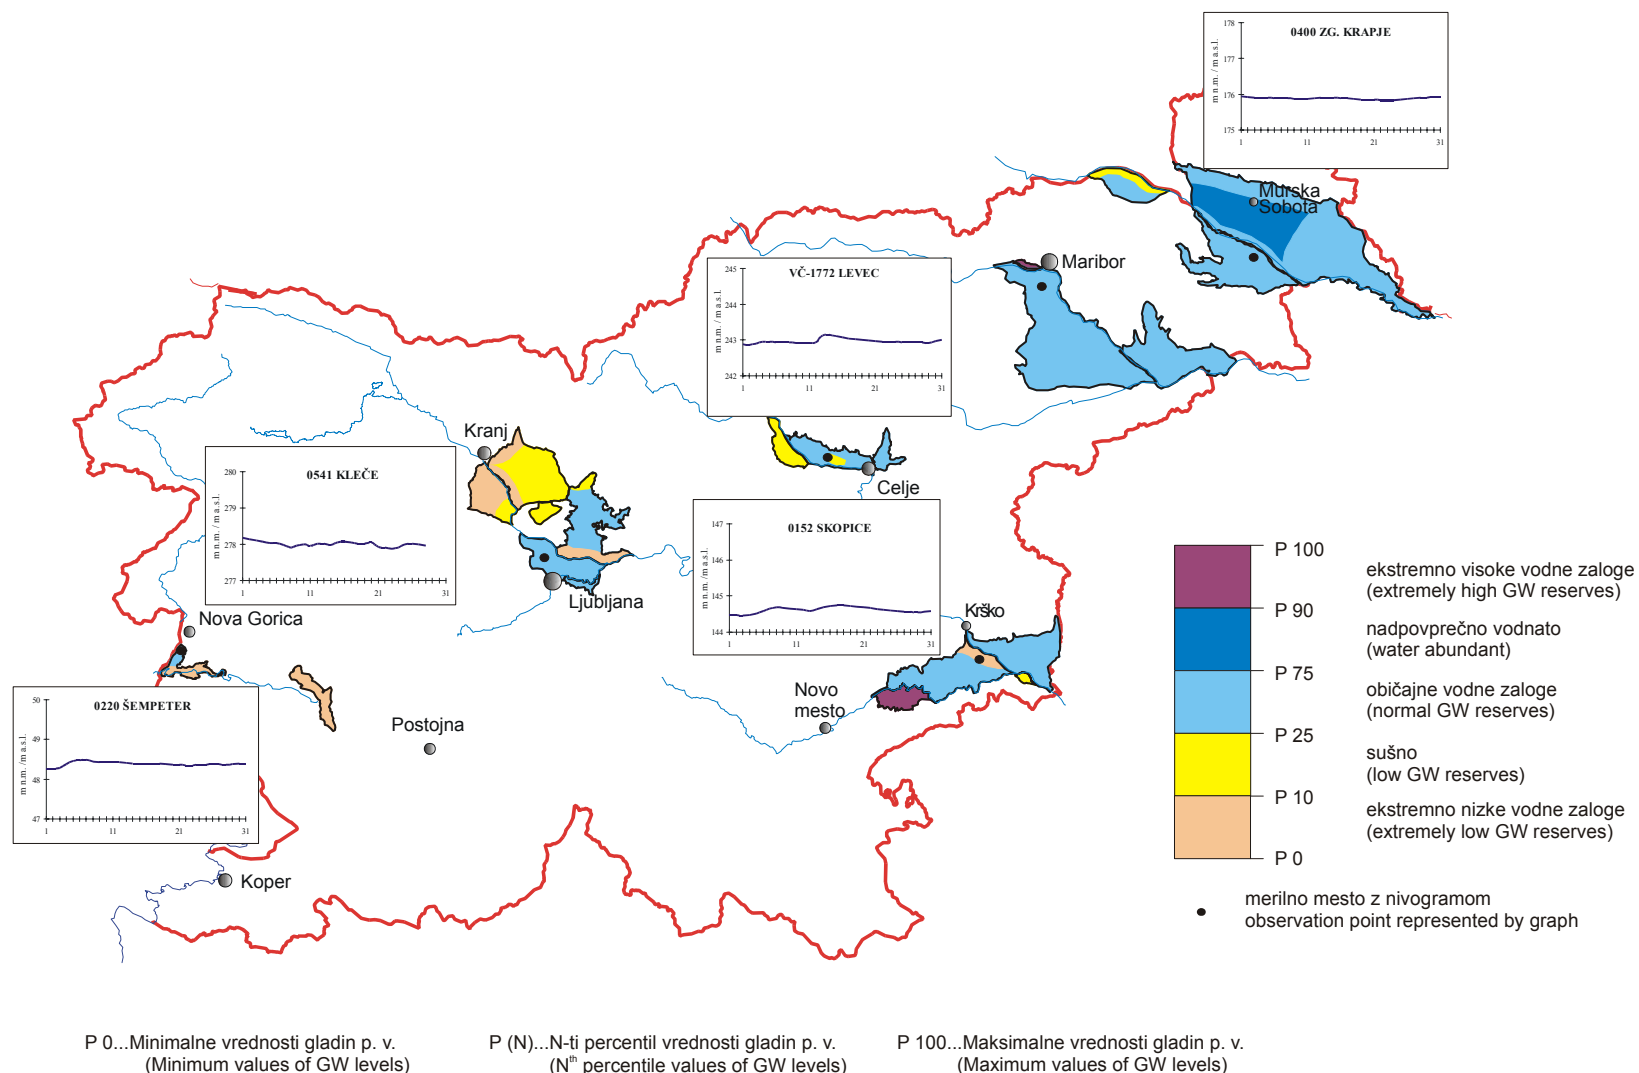 0400 ZG. KRAPJE
m n.m. / m a.s.l.
178
177
176
175
1
11
21
31
Murska
Sobota
Maribor
VČ-1772 LEVEC
m n.m. / m a.s.l.
245
244
243
242
1
11
21
31
Kranj
Celje
0541 KLEČE
m n.m. / m a.s.l.
280
279
278
277
1
11
21
31
Ljubljana
0152 SKOPICE
m n.m. /m a.s.l.
147
146
145
144
1
11
21
31
Nova Gorica
Krško
Novo
mesto
0220 ŠEMPETER
m n.m. / m a.s.l.
50
49
48
47
1
11
21
31
Postojna
Koper
P 100
ekstremno visoke vodne zaloge
(extremely high GW reserves)
P 90
nadpovprečno vodnato
(water abundant)
P 75
običajne vodne zaloge
(normal GW reserves)
P 25
sušno
(low GW reserves)
P 10
ekstremno nizke vodne zaloge
(extremely low GW reserves)
P 0
merilno mesto z nivogramom
observation point represented by graph
P 0...Minimalne vrednosti gladin p. v.
(Minimum values of GW levels)
P (N)...N-ti percentil vrednosti gladin p. v.
(Nth percentile values of GW levels)
P 100...Maksimalne vrednosti gladin p. v.
(Maximum values of GW levels)